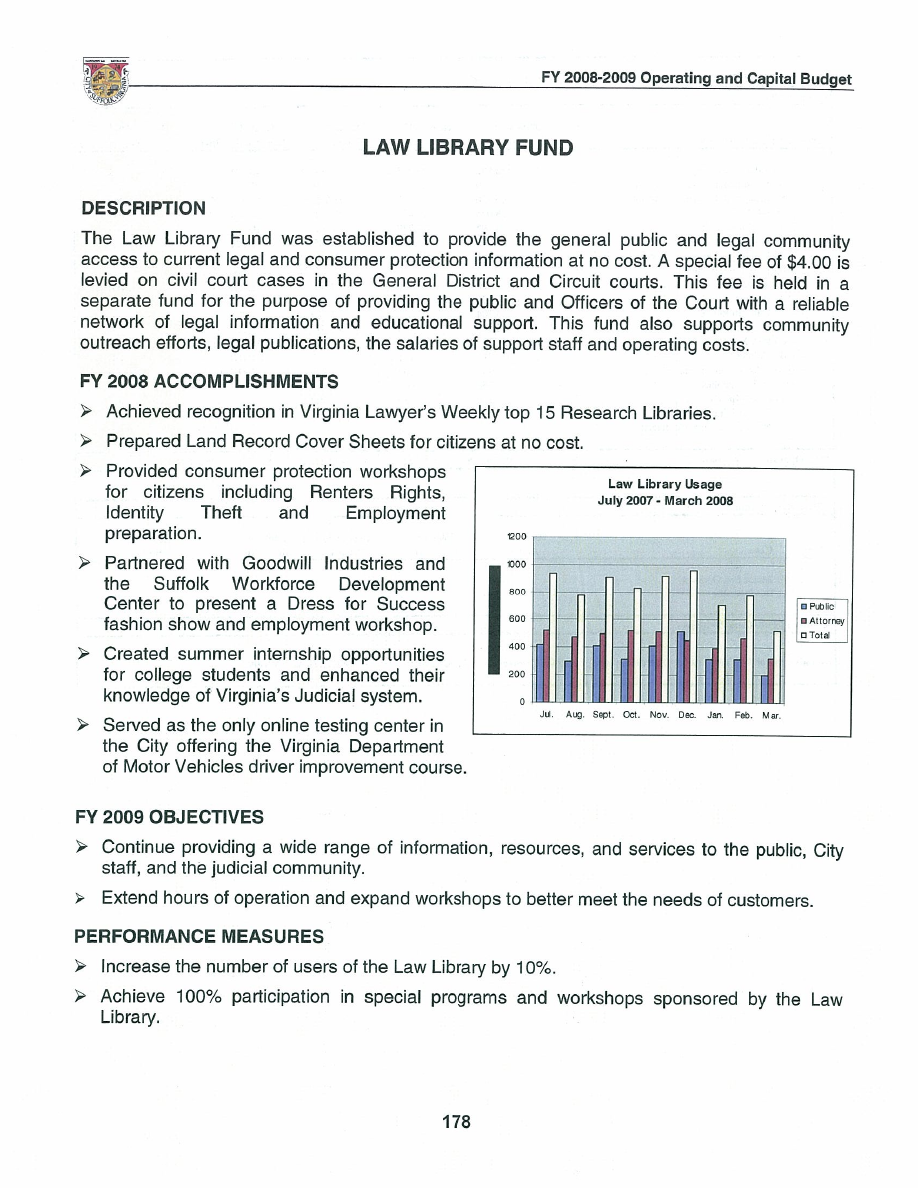 FY 2008-2009 Operating and Capital Budget
LAW LIBRARY FUND
DESCRIPTION
The Law Library Fund was established to provide the general public and legal community
access to current legal and consumer protection information at no cost. A special fee of $4.00 is
levied on civil court cases in the General District and Circuit courts. This fee is held in a
separate fund for the purpose of providing the public and Officers of the Court with a reliable
network of legal information and educational support. This fund also supports community
outreach efforts, legal publications, the salaries of support staff and operating costs.
FY 2008 ACCOMPLISHMENTS
➢ Achieved recognition in Virginia Lawyer's Weekly top 15 Research Libraries.
➢ Prepared Land Record Cover Sheets for citizens at no cost.
➢ Provided consumer protection workshops
for citizens including Renters Rights,
Identity Theft and Employment
preparation.
➢ Partnered with Goodwill Industries and
the Suffolk Workforce Development
Center to present a Dress for Success
fashion show and employment workshop.
➢ Created summer internship opportunities
for college students and enhanced their
knowledge of Virginia's Judicial system.
➢ Served as the only online testing center in
the City offering the Virginia Department
of Motor Vehicles driver improvement course.
Law Library Usage
July 2007 - March 2008
1200
1000
800
600
400
200
0
Jul. Aug. Sept. Oct. Nov. Dec. Jan. Feb. Mar.
Public
Attorney
Total
FY 2009 OBJECTIVES
➢ Continue providing a wide range of information, resources, and services to the public, City
staff, and the judicial community.
➢ Extend hours of operation and expand workshops to better meet the needs of customers.
PERFORMANCE MEASURES
➢ Increase the number of users of the Law Library by 10%.
➢ Achieve 100% participation in special programs and workshops sponsored by the Law
Library.
178